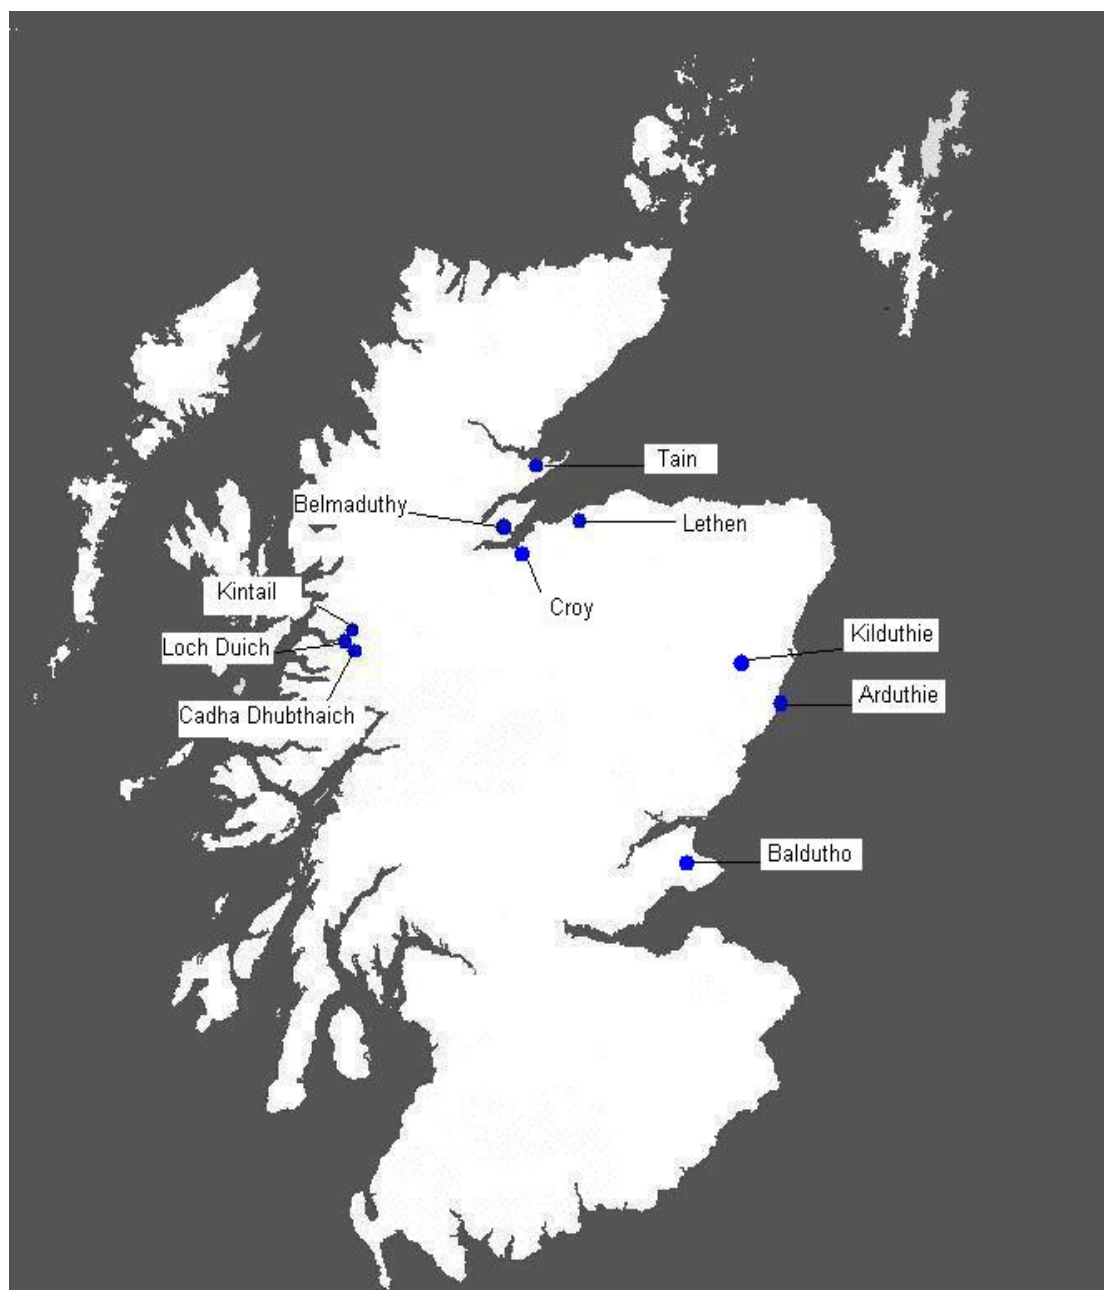 Tain
Belmaduthy
Lethen
Kintail
Croy
Loch Duich
Kilduthie
Cadha Dhubthaich
Arduthie
Baldutho